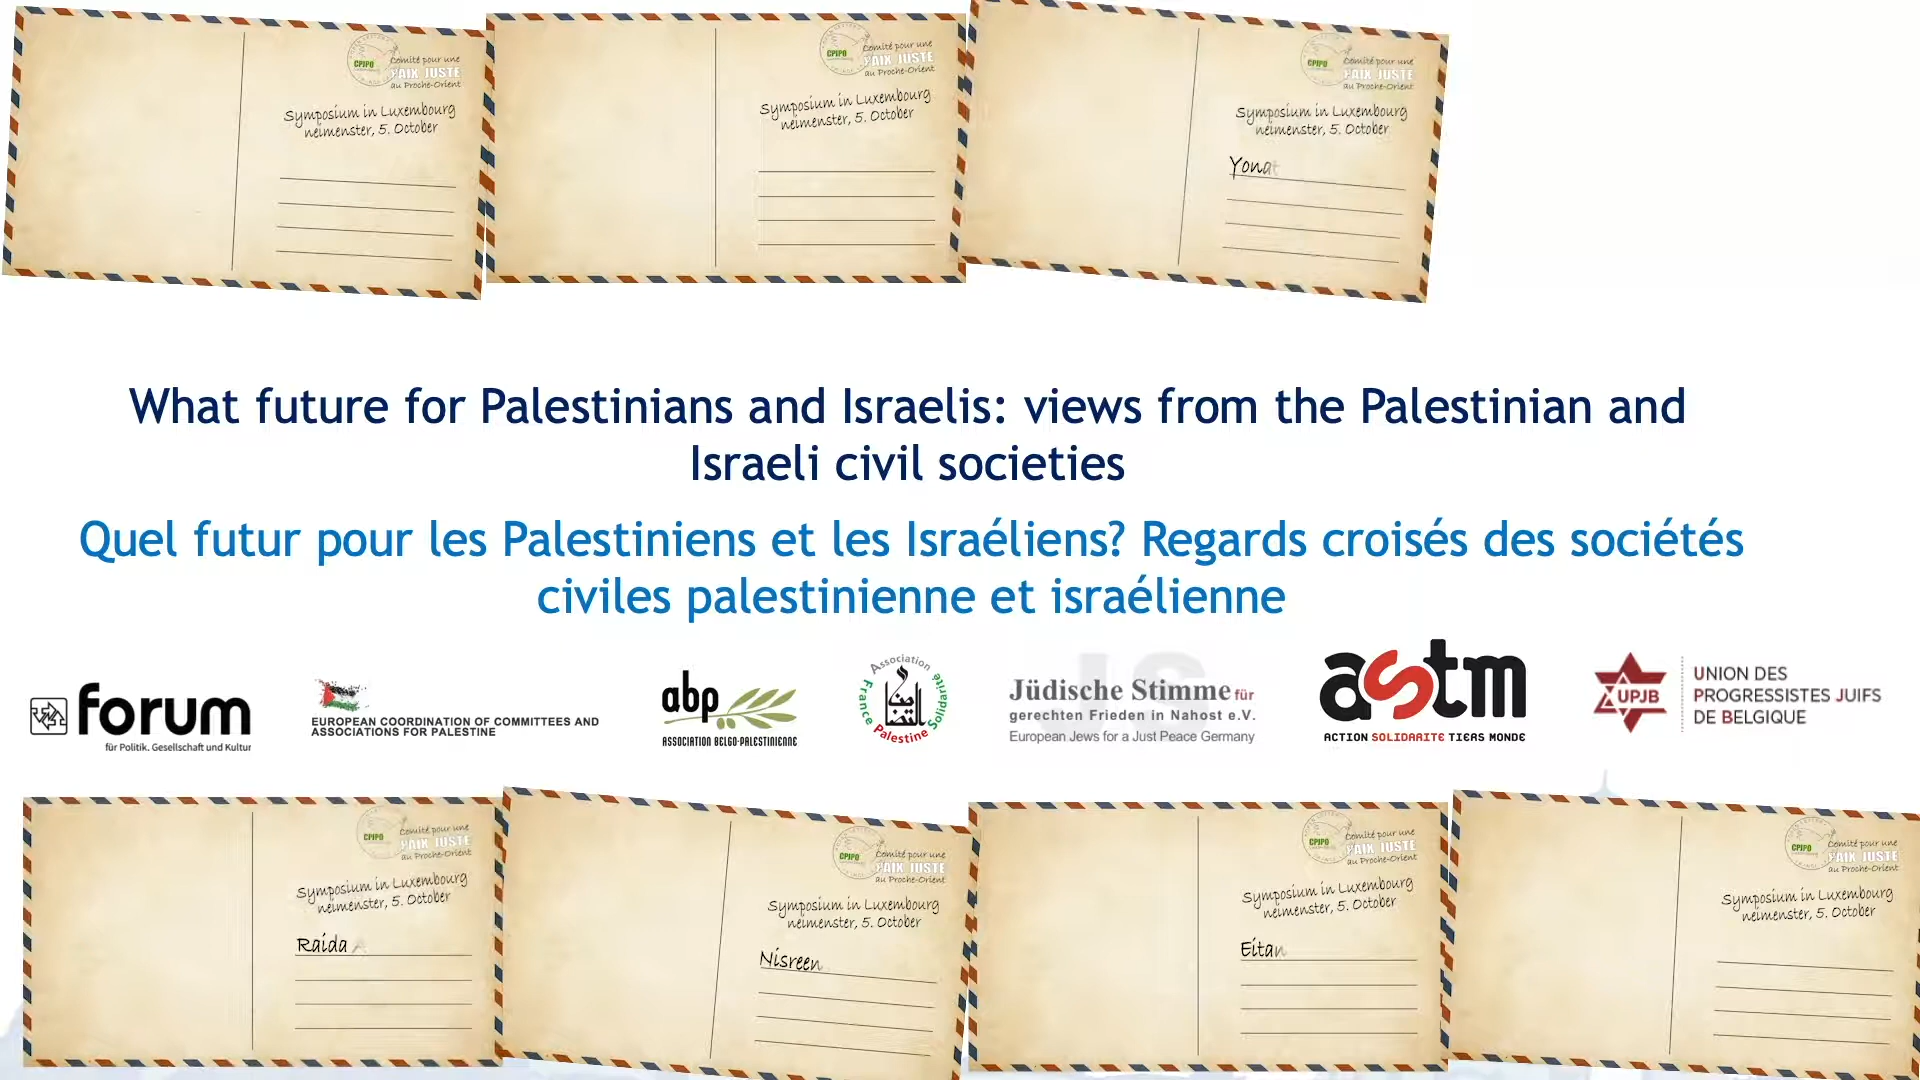 CPJPO
Comité pour une
PAIX JUSTE
au Proche-Orient
Symposium in Luxembourg
neimenster, 5. October
CPJPO
Comité pour une
PAIX JUSTE
au Proche-Orient
Symposium in Luxembourg
neimenster, 5. October
CPJPO
Comité pour une
PAIX JUSTE
au Proche-Orient
Symposium in Luxembourg
neimenster, 5. October
Yonat
What future for Palestinians and Israelis: views from the Palestinian and
Israeli civil societies
Quel futur pour les Palestiniens et les Israéliens? Regards croisés des sociétés
civiles palestinienne et israélienne
forum
für Politik, Gesellschaft und Kultur
EUROPEAN COORDINATION OF COMMITTEES AND
ASSOCIATIONS FOR PALESTINE
abp
ASSOCIATION BELGO-PALESTINIENNE
Association
France Palestine Solidarité
JS
Jüdische Stimme für
gerechten Frieden in Nahost e.V.
European Jews for a Just Peace Germany
astm
ACTION SOLIDARITE TIERS MONDE
UPJB
UNION DES
PROGRESSISTES JUIFS
DE BELGIQUE
CPJPO
Comité pour une
PAIX JUSTE
au Proche-Orient
Symposium in Luxembourg
neimenster, 5. October
Raida
CPJPO
Comité pour une
PAIX JUSTE
au Proche-Orient
Symposium in Luxembourg
neimenster, 5. October
Nisreen
CPJPO
Comité pour une
PAIX JUSTE
au Proche-Orient
Symposium in Luxembourg
neimenster, 5. October
Eitan
CPJPO
Comité pour une
PAIX JUSTE
au Proche-Orient
Symposium in Luxembourg
neimenster, 5. October